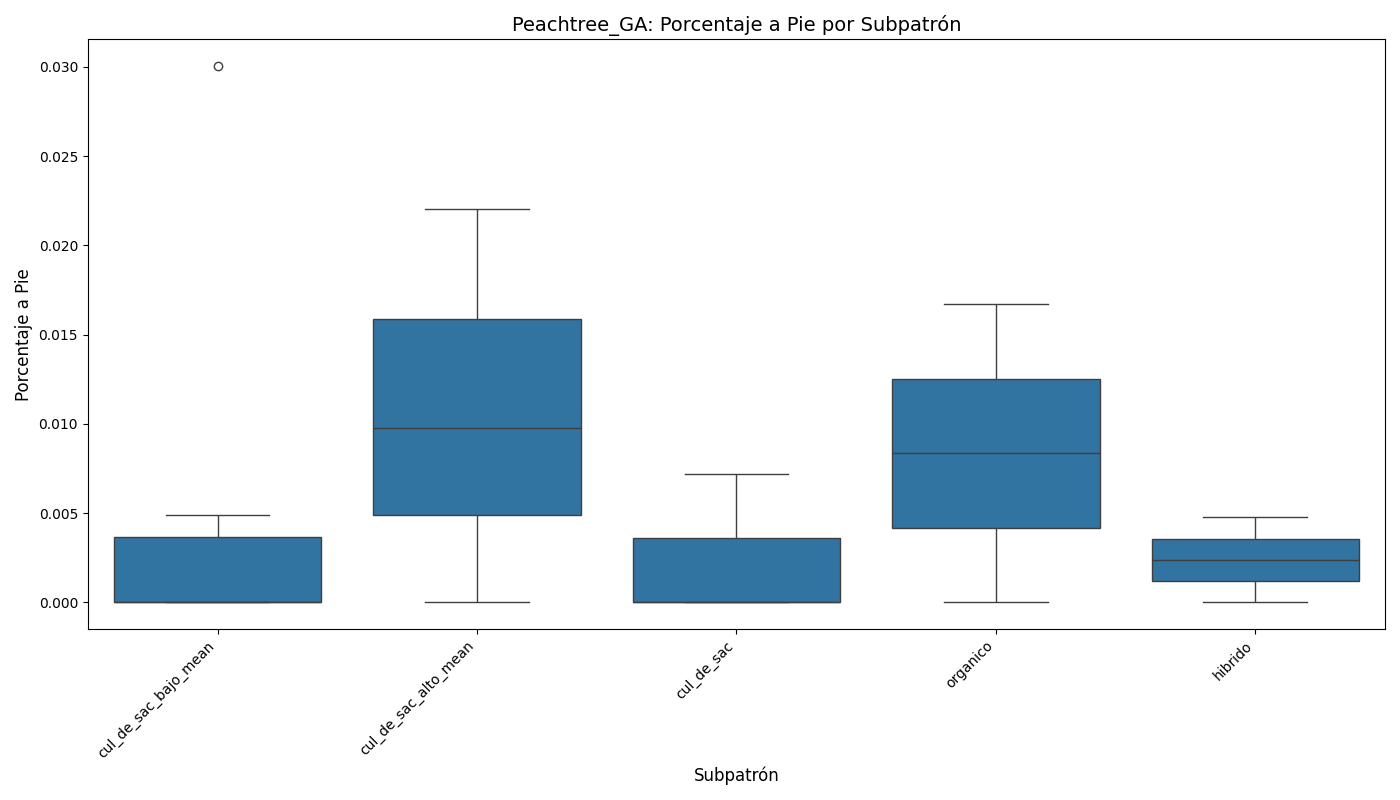 Peachtree_GA: Porcentaje a Pie por Subpatrón
Porcentaje a Pie
0.030
0.025
0.020
0.015
0.010
0.005
0.000
cul_de_sac_bajo_mean
cul_de_sac_alto_mean
cul_de_sac
organico
hibrido
Subpatrón